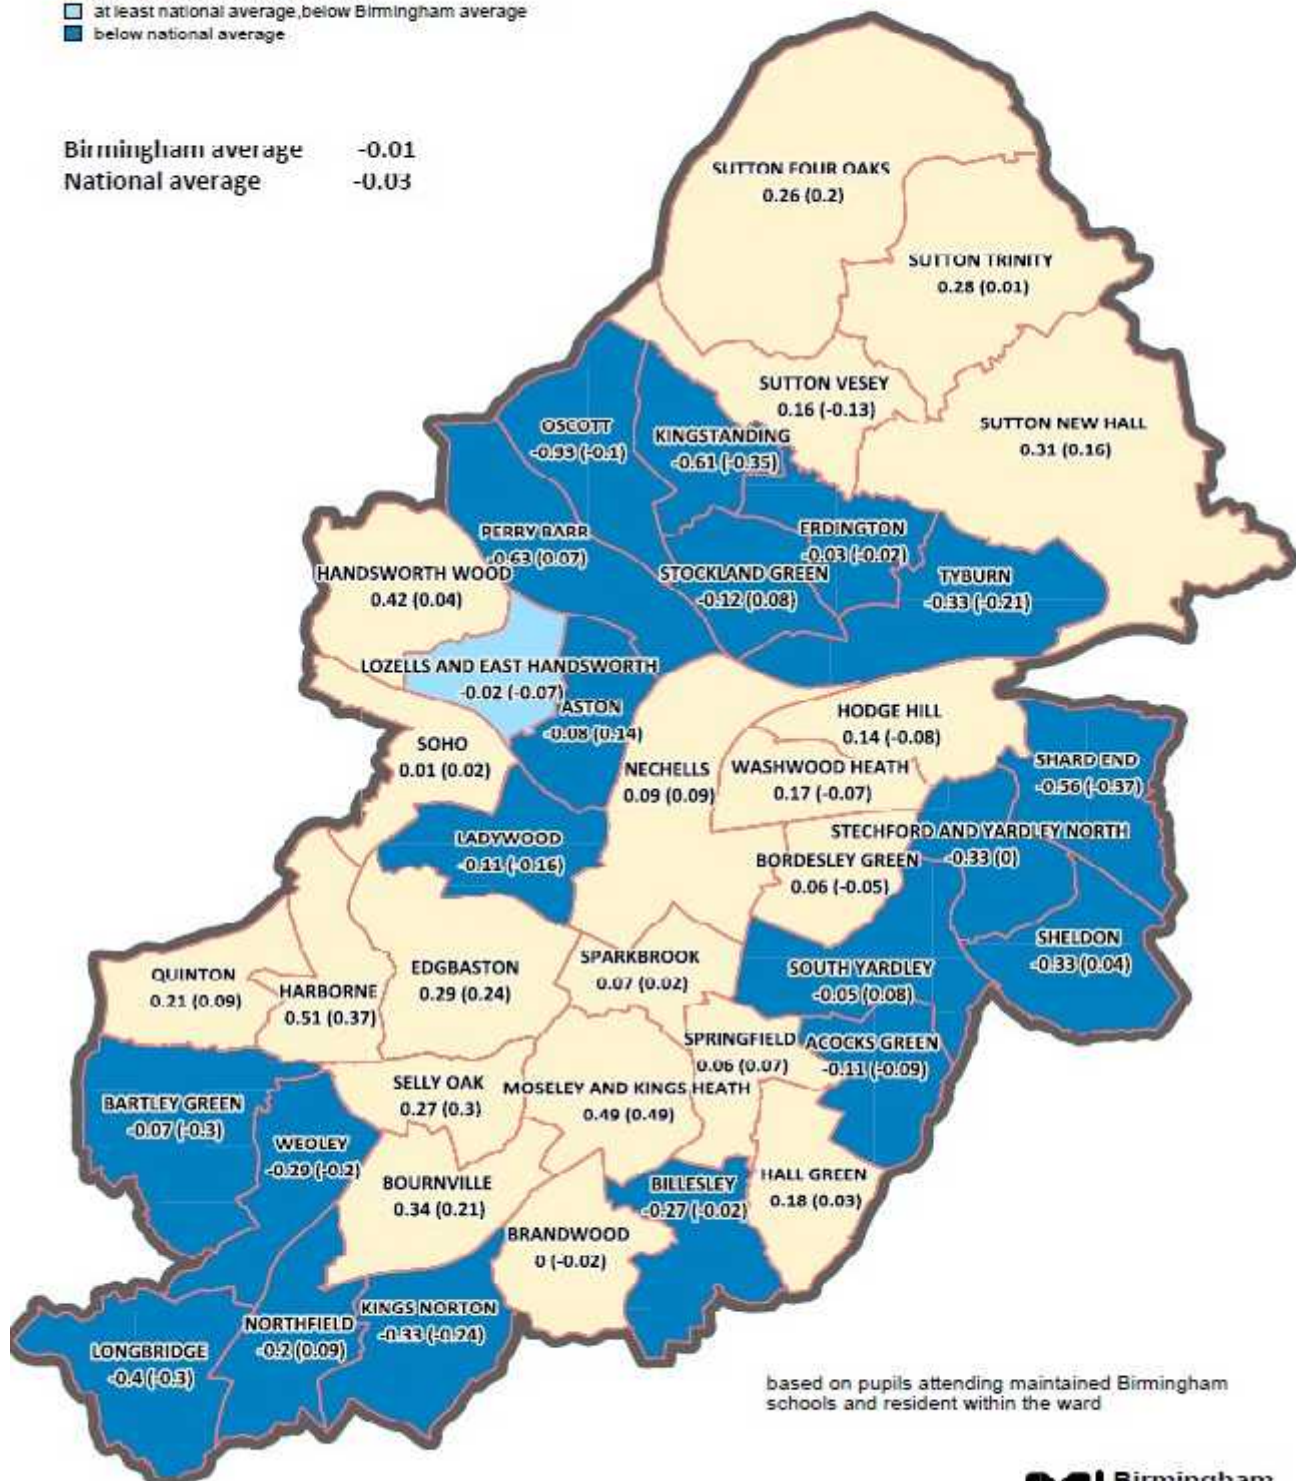 at least national average,below Birmingham average
below national average
Birmingham average -0.01
National average -0.03
SUTTON FOUR OAKS
0.26 (0.2)
SUTTON TRINITY
0.28 (0.01)
SUTTON VESEY
0.16 (-0.13)
SUTTON NEW HALL
0.31 (0.16)
OSCOTT
(-0.1)
KINGSTANDING
-0.61 (-0.35)
PERRY BARR
-0.63 (0.07)
ERDINGTON
-0.03 (-0.02)
HANDSWORTH WOOD
0.42 (0.04)
STOCKLAND GREEN
-0.12 (0.08)
TYBURN
-0.33 (-0.21)
LOZELLS AND EAST HANDSWORTH
-0.02 (-0.07)
ASTON
-0.08 (0.14)
HODGE HILL
0.14 (-0.08)
SOHO
0.01 (0.02)
NECHELLS
0.09 (0.09)
WASHWOOD HEATH
0.17 (-0.07)
SHARD END
-0.56 (-0.37)
LADYWOOD
-0.11 (-0.16)
STECHFORD AND YARDLEY NORTH
-0.33 (0)
BORDESLEY GREEN
0.06 (-0.05)
SHELDON
-0.33 (0.04)
QUINTON
0.21 (0.09)
HARBORNE
0.51 (0.37)
EDGBASTON
0.29 (0.24)
SPARKBROOK
0.07 (0.02)
SOUTH YARDLEY
-0.05 (0.08)
SPRINGFIELD
0.06 (0.07)
ACOCKS GREEN
-0.11 (-0.09)
BARTLEY GREEN
-0.07 (-0.3)
SELLY OAK
0.27 (0.3)
MOSELEY AND KINGS HEATH
0.49 (0.49)
WEOLEY
-0.29 (-0.2)
BOURNVILLE
0.34 (0.21)
BILLESLEY
-0.27 (-0.02)
HALL GREEN
0.18 (0.03)
BRANDWOOD
0 (-0.02)
LONGBRIDGE
-0.4 (-0.3)
NORTHFIELD
-0.2 (0.09)
KINGS NORTON
-0.33 (-0.24)
based on pupils attending maintained Birmingham
schools and resident within the ward
Birmingham